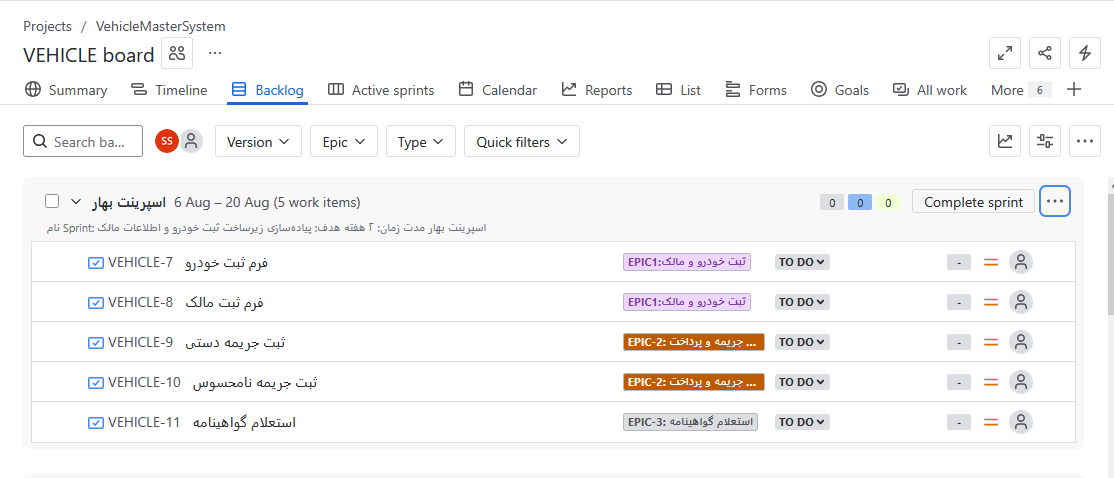 Projects / VehicleMasterSystem
VEHICLE board
Summary Timeline Backlog Active sprints Calendar Reports List Forms Goals All work More 6
Search ba... SS Version Epic Type Quick filters
اسپرینت بهار 6 Aug – 20 Aug (5 work items) 0 0 0 Complete sprint
نام Sprint: اسپرینت بهار مدت زمان: ۲ هفته هدف: پیاده‌سازی زیرساخت ثبت خودرو و اطلاعات مالک
VEHICLE-7 فرم ثبت خودرو EPIC1:ثبت خودرو و مالک TO DO -
VEHICLE-8 فرم ثبت مالک EPIC1:ثبت خودرو و مالک TO DO -
VEHICLE-9 ثبت جریمه دستی EPIC-2: جریمه و پرداخت ... TO DO -
VEHICLE-10 ثبت جریمه نامحسوس EPIC-2: جریمه و پرداخت ... TO DO -
VEHICLE-11 استعلام گواهینامه EPIC-3: استعلام گواهینامه TO DO -